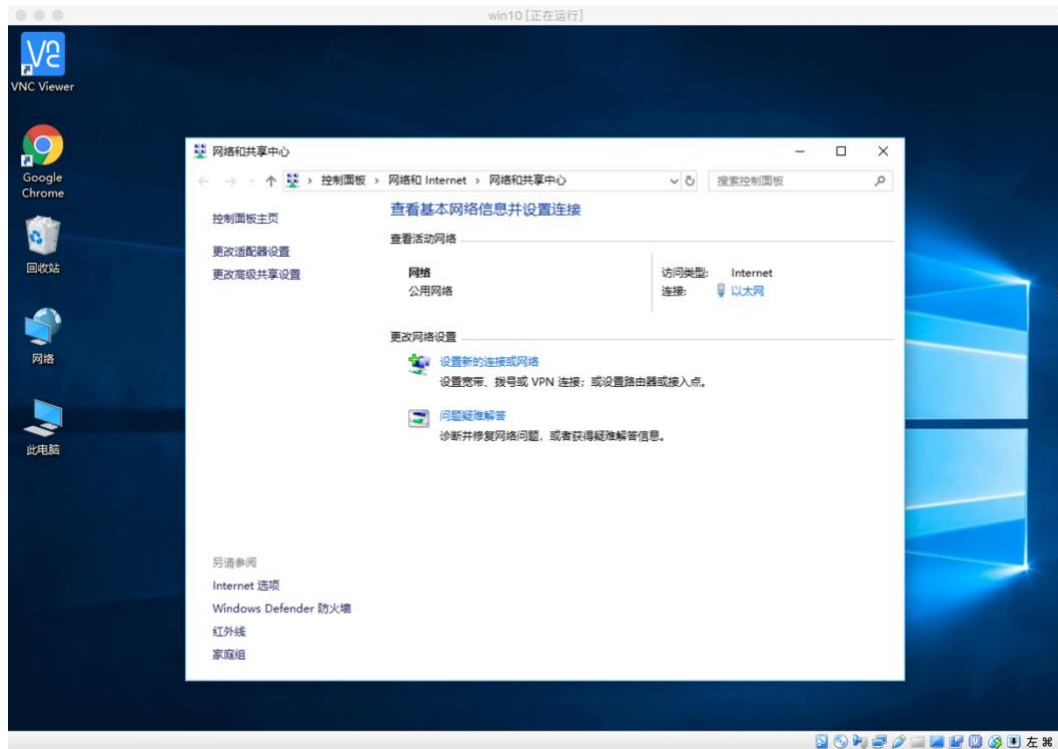 win10 [正在运行]
VNC Viewer
Google
Chrome
回收站
网络
此电脑
网络和共享中心
控制面板 › 网络和 Internet › 网络和共享中心
搜索控制面板
控制面板主页
更改适配器设置
更改高级共享设置
查看基本网络信息并设置连接
查看活动网络
网络
公用网络
访问类型: Internet
连接: 以太网
更改网络设置
设置新的连接或网络
设置宽带、拨号或 VPN 连接；或设置路由器或接入点。
问题疑难解答
诊断并修复网络问题，或者获得疑难解答信息。
另请参阅
Internet 选项
Windows Defender 防火墙
红外线
家庭组
左 ⌘